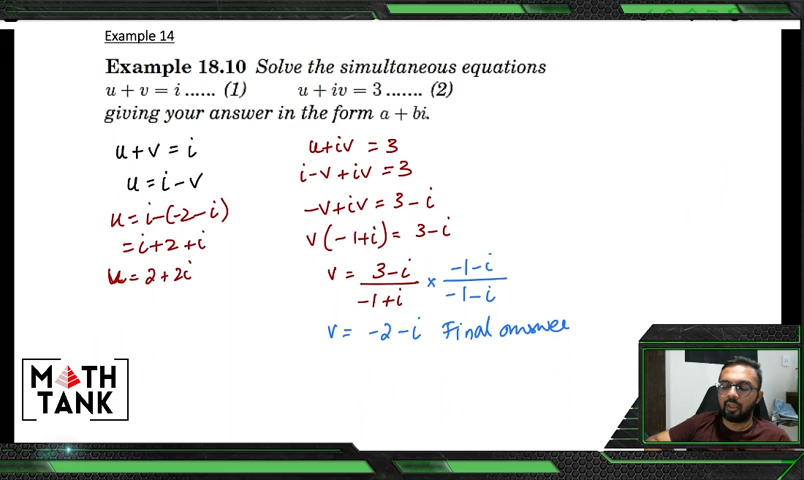 Example 14
Example 18.10 Solve the simultaneous equations
u + v = i ...... (1) u + iv = 3 ....... (2)
giving your answer in the form a + bi.
u+v = i
u = i-v
u = i-(-2-i)
= i+2+i
u = 2+2i
u+iv = 3
i-v+iv = 3
-v+iv = 3-i
v(-1+i) = 3-i
v = 3-i / -1+i × -1-i / -1-i
v = -2-i Final answer
MATH
TANK